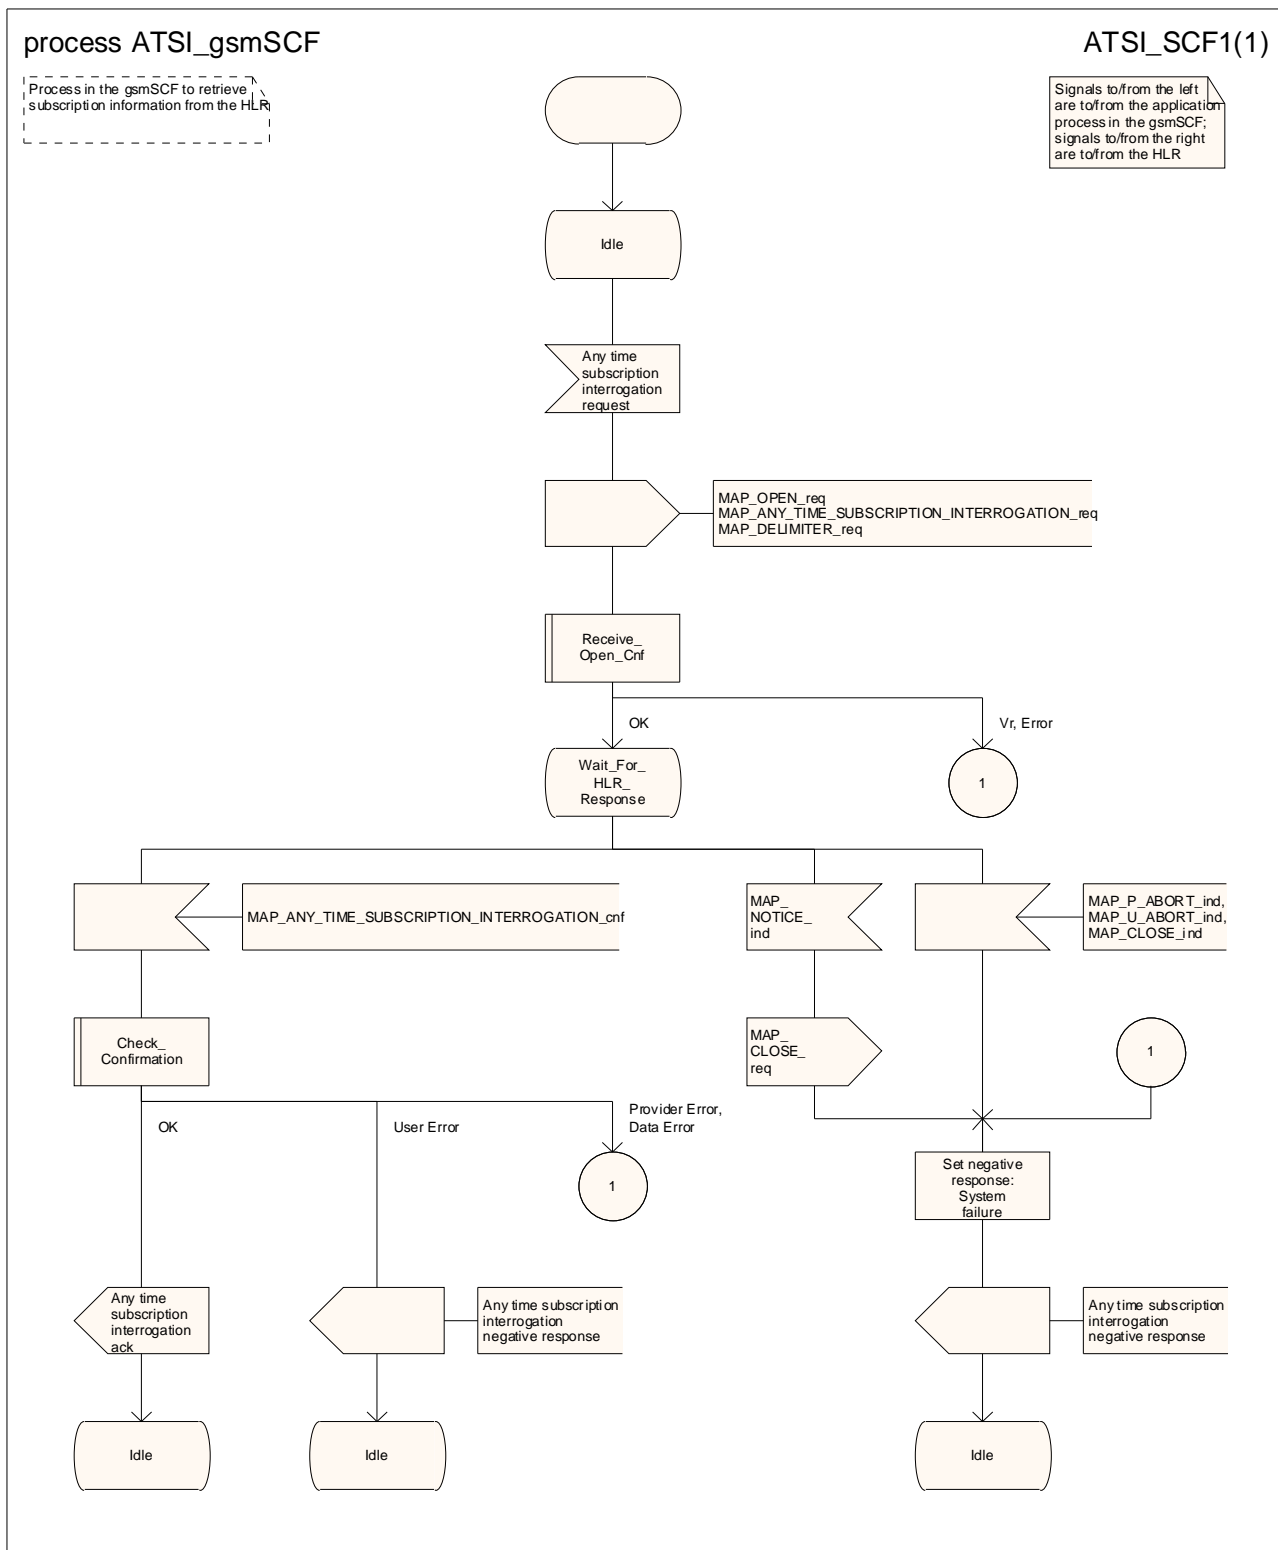 process ATSI_gsmSCF
ATSI_SCF1(1)
Process in the gsmSCF to retrieve
subscription information from the HLR
Signals to/from the left
are to/from the application
process in the gsmSCF;
signals to/from the right
are to/from the HLR
Idle
Any time
subscription
interrogation
request
MAP_OPEN_req
MAP_ANY_TIME_SUBSCRIPTION_INTERROGATION_req
MAP_DELIMITER_req
Receive_
Open_Cnf
OK
Vr, Error
Wait_For_
HLR_
Response
1
MAP_ANY_TIME_SUBSCRIPTION_INTERROGATION_cnf
MAP_
NOTICE_
ind
MAP_P_ABORT_ind,
MAP_U_ABORT_ind,
MAP_CLOSE_ind
Check_
Confirmation
MAP_
CLOSE_
req
1
OK
User Error
Provider Error,
Data Error
1
Set negative
response:
System
failure
Any time
subscription
interrogation
ack
Any time subscription
interrogation
negative response
Any time subscription
interrogation
negative response
Idle
Idle
Idle